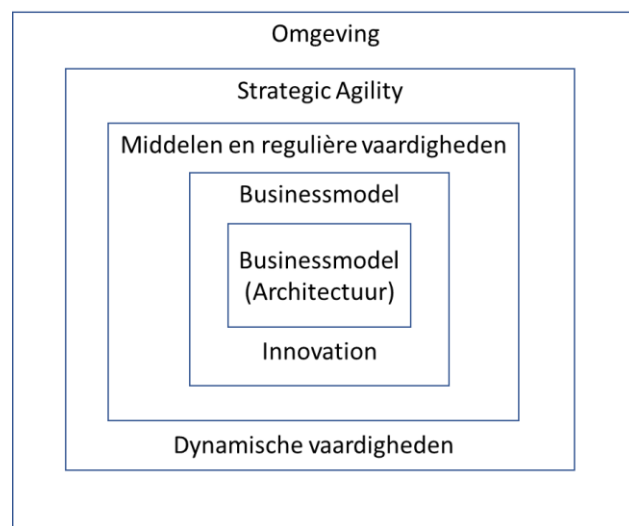 Omgeving
Strategic Agility
Middelen en regulière vaardigheden
Businessmodel
Businessmodel
(Architectuur)
Innovation
Dynamische vaardigheden